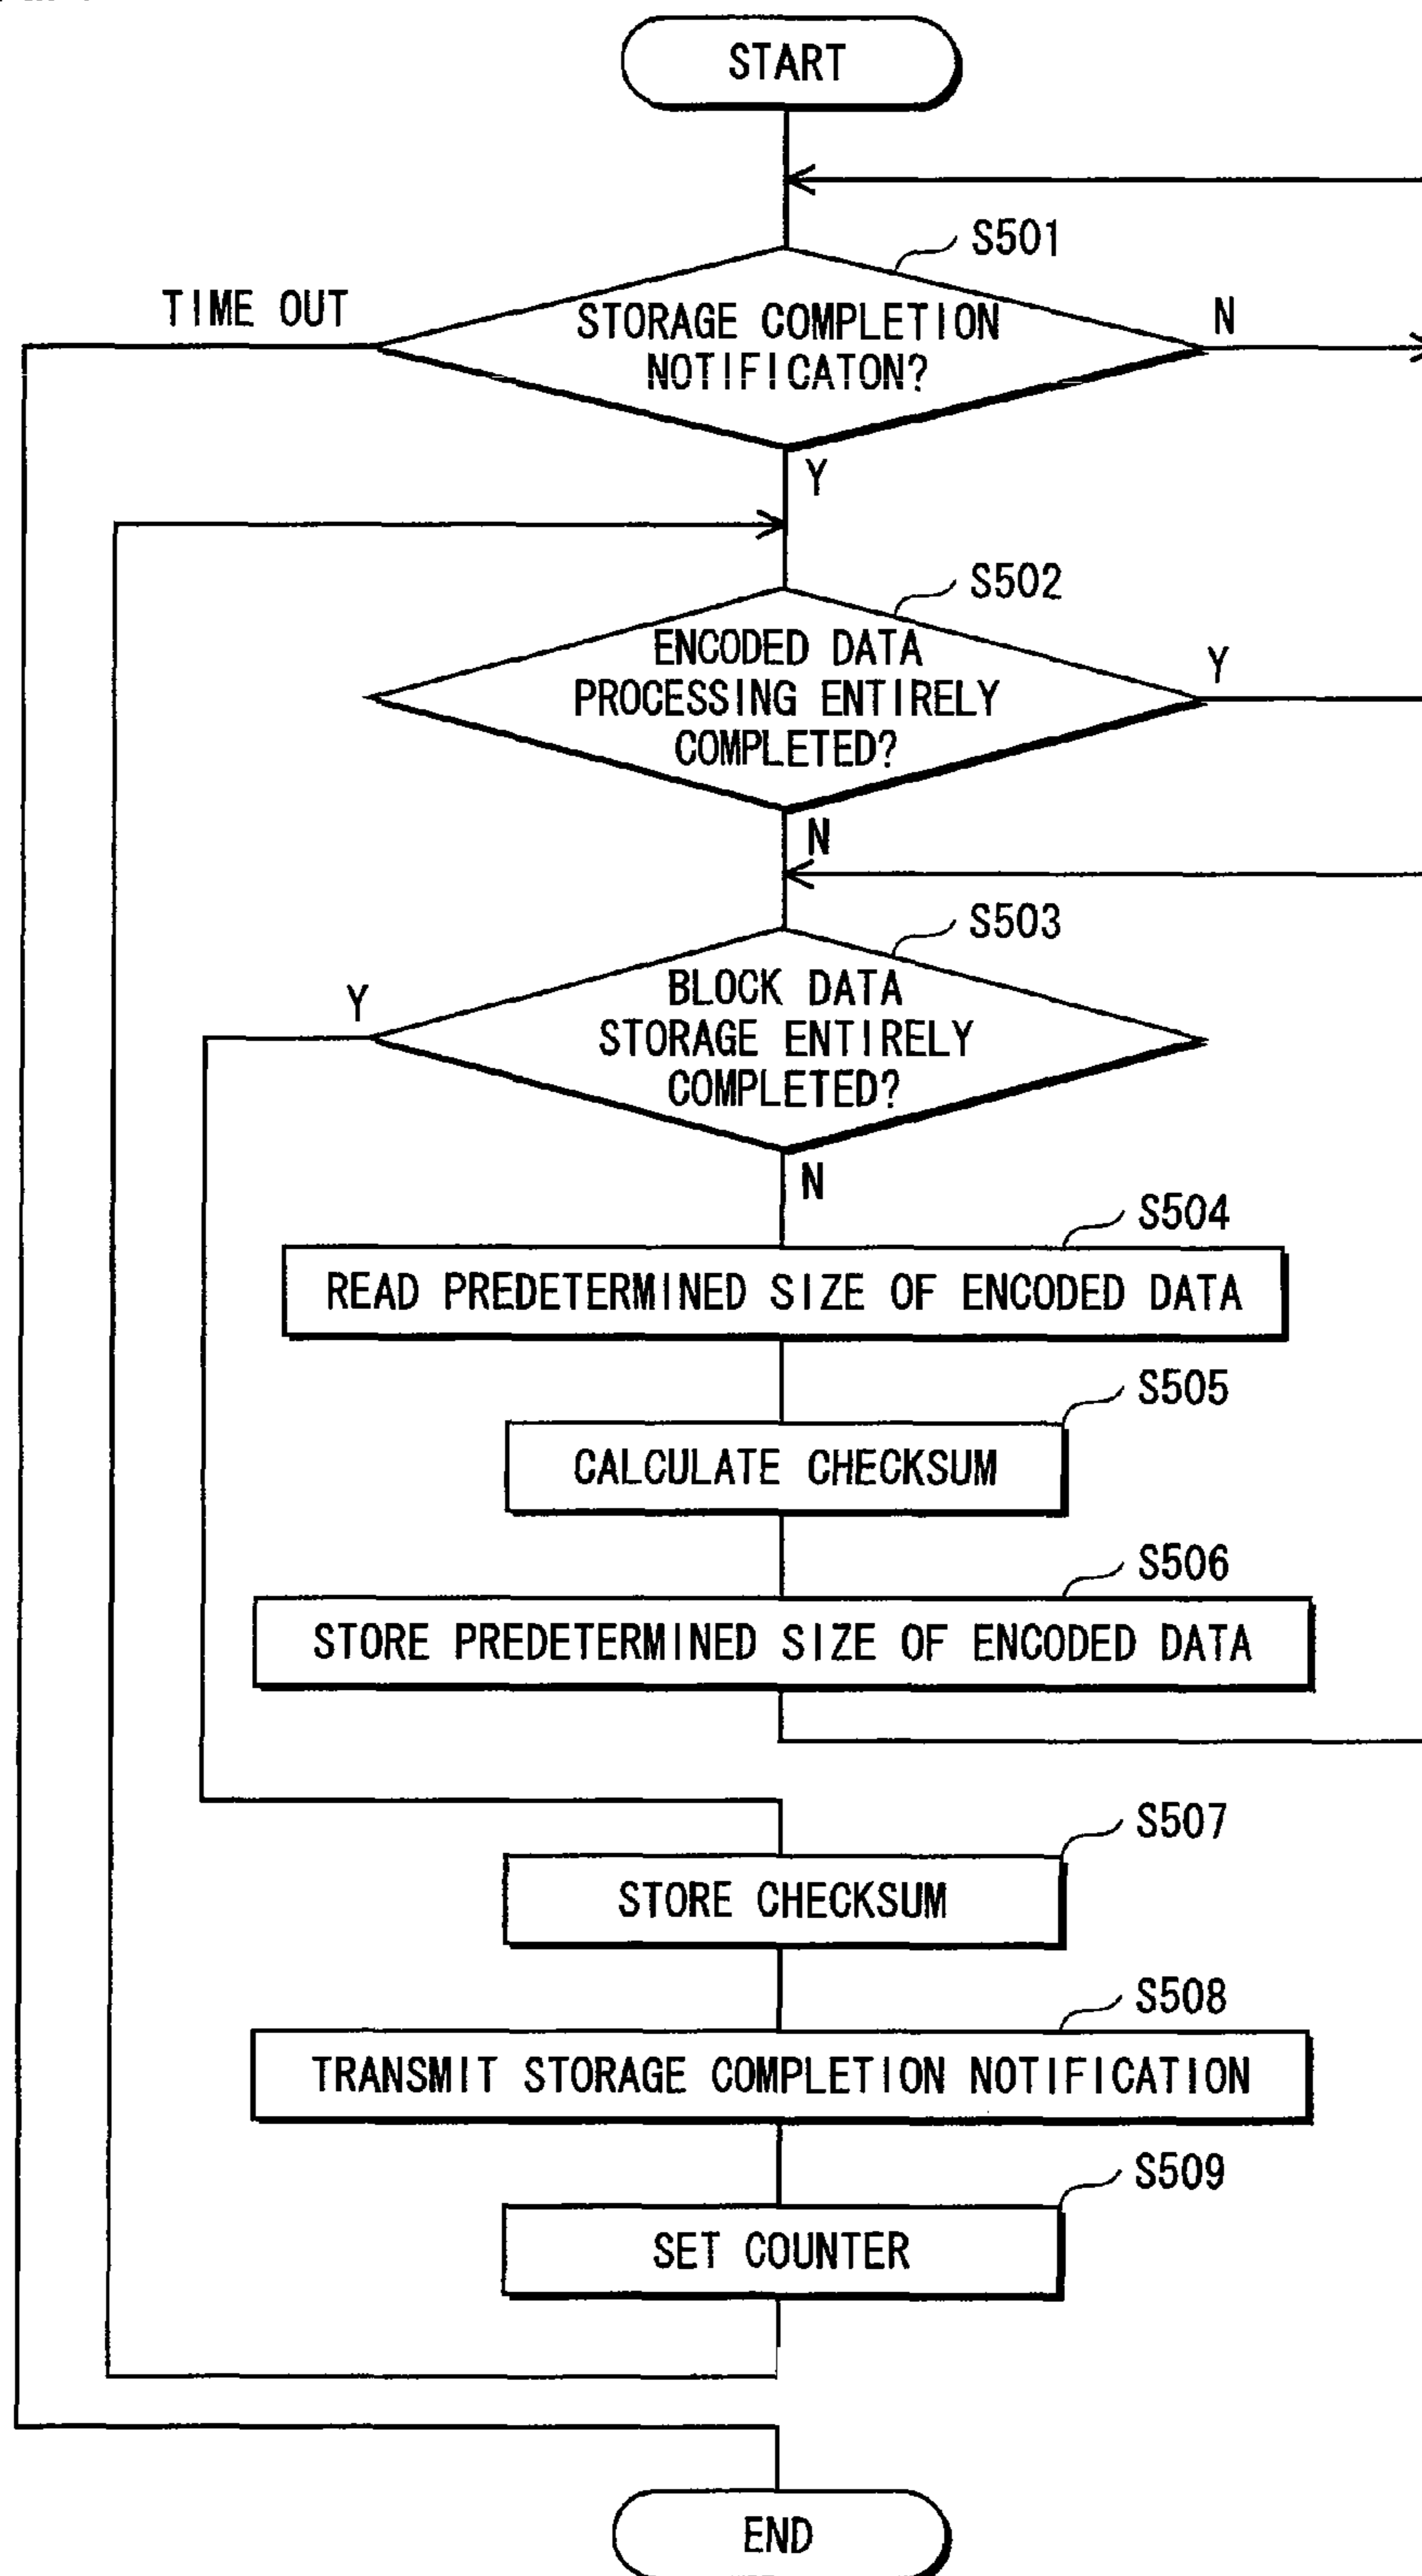 START
S501
TIME OUT
STORAGE COMPLETION
NOTIFICATON?
N
Y
S502
ENCODED DATA
PROCESSING ENTIRELY
COMPLETED?
Y
N
S503
BLOCK DATA
STORAGE ENTIRELY
COMPLETED?
Y
N
S504
READ PREDETERMINED SIZE OF ENCODED DATA
S505
CALCULATE CHECKSUM
S506
STORE PREDETERMINED SIZE OF ENCODED DATA
S507
STORE CHECKSUM
S508
TRANSMIT STORAGE COMPLETION NOTIFICATION
S509
SET COUNTER
END